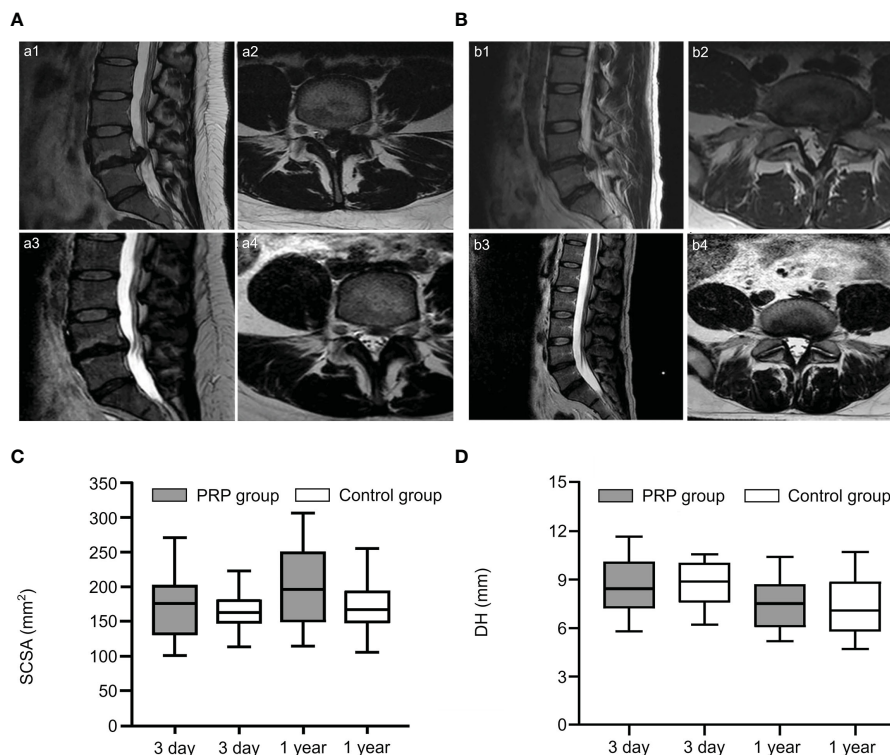 A
B
a1
a2
b1
b2
a3
a4
b3
b4
C
D
350
300
250
200
150
100
50
0
SCSA (mm²)
PRP group
Control group
3 day
3 day
1 year
1 year
15
12
9
6
3
0
DH (mm)
PRP group
Control group
3 day
3 day
1 year
1 year